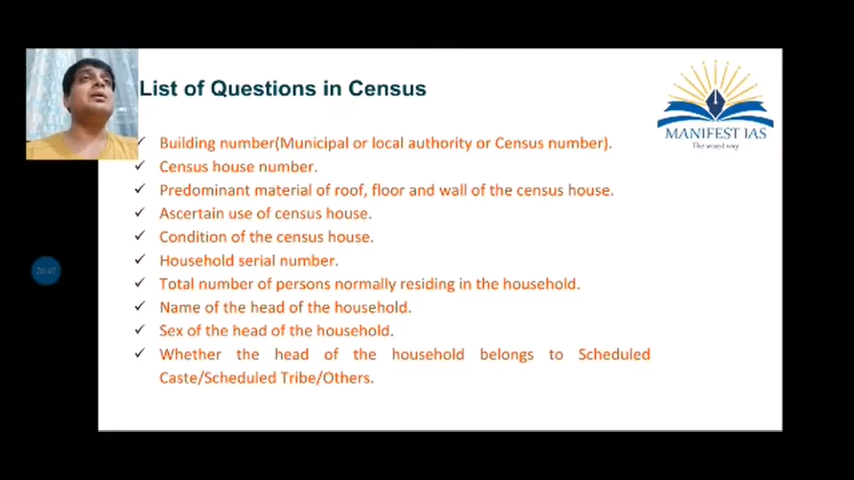 List of Questions in Census
MANIFEST IAS
Building number(Municipal or local authority or Census number).
Census house number.
Predominant material of roof, floor and wall of the census house.
Ascertain use of census house.
Condition of the census house.
20:47
Household serial number.
Total number of persons normally residing in the household.
Name of the head of the household.
Sex of the head of the household.
Whether the head of the household belongs to Scheduled
Caste/Scheduled Tribe/Others.